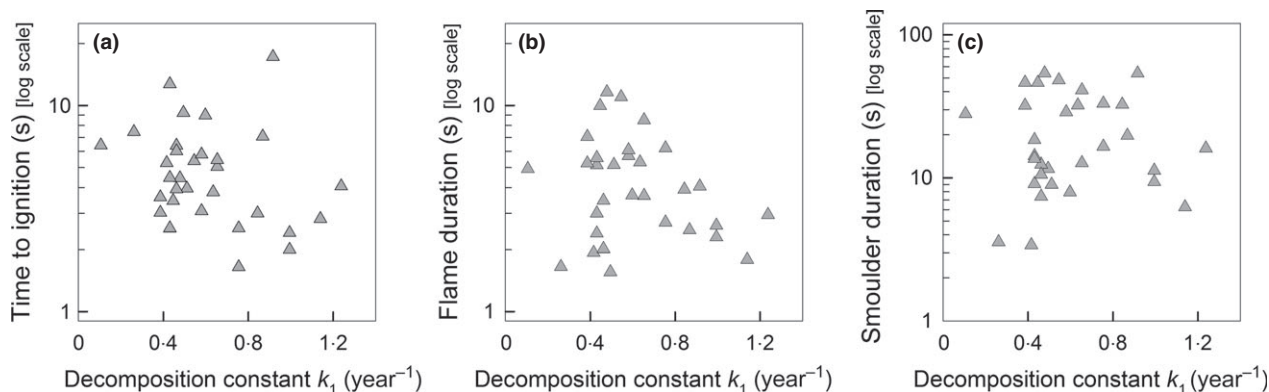 (a)
Time to ignition (s) [log scale]
10
1
0 0·4 0·8 1·2
Decomposition constant k₁ (year⁻¹)
(b)
Flame duration (s) [log scale]
10
1
0 0·4 0·8 1·2
Decomposition constant k₁ (year⁻¹)
(c)
Smoulder duration (s) [log scale]
100
10
1
0 0·4 0·8 1·2
Decomposition constant k₁ (year⁻¹)